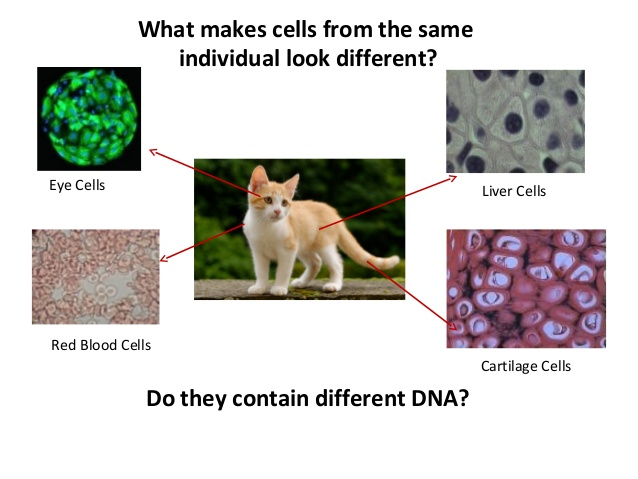 What makes cells from the same
individual look different?
Eye Cells
Liver Cells
Red Blood Cells
Cartilage Cells
Do they contain different DNA?